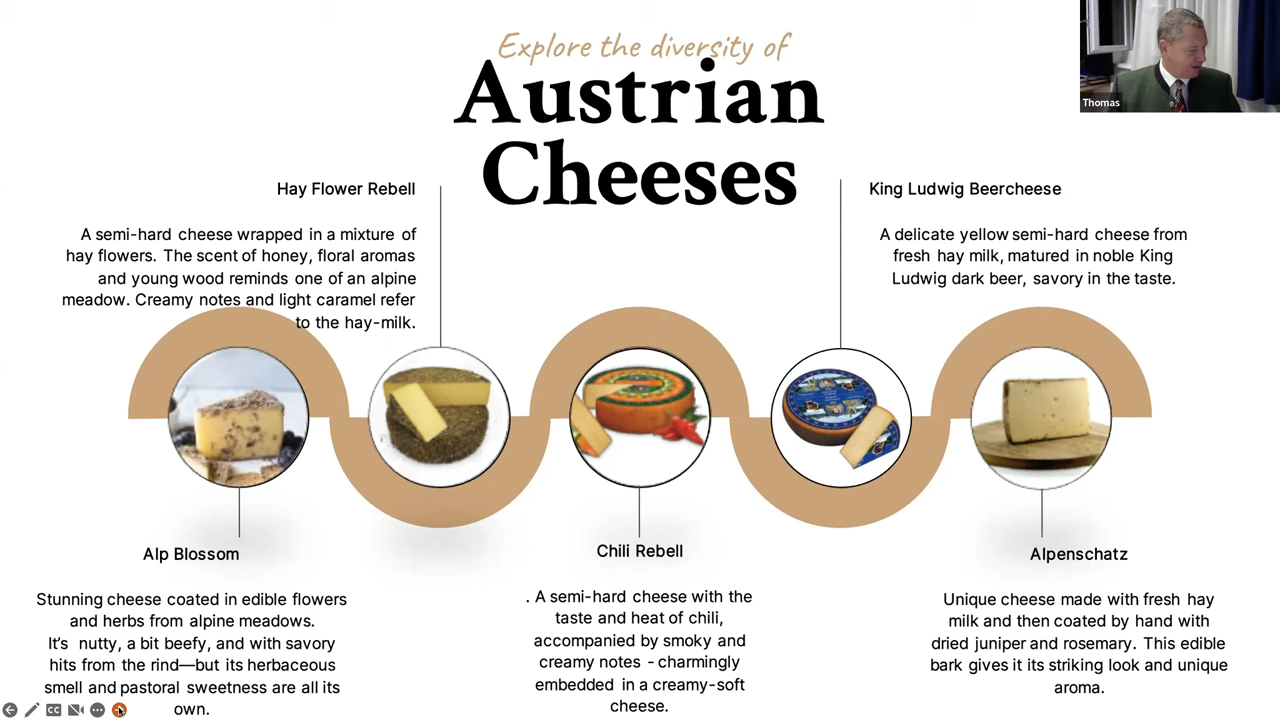 Explore the diversity of
Austrian
Cheeses
Thomas
Hay Flower Rebell
A semi-hard cheese wrapped in a mixture of
hay flowers. The scent of honey, floral aromas
and young wood reminds one of an alpine
meadow. Creamy notes and light caramel refer
to the hay-milk.
King Ludwig Beercheese
A delicate yellow semi-hard cheese from
fresh hay milk, matured in noble King
Ludwig dark beer, savory in the taste.
Alp Blossom
Stunning cheese coated in edible flowers
and herbs from alpine meadows.
It's nutty, a bit beefy, and with savory
hits from the rind—but its herbaceous
smell and pastoral sweetness are all its
own.
Chili Rebell
. A semi-hard cheese with the
taste and heat of chili,
accompanied by smoky and
creamy notes - charmingly
embedded in a creamy-soft
cheese.
Alpenschatz
Unique cheese made with fresh hay
milk and then coated by hand with
dried juniper and rosemary. This edible
bark gives it its striking look and unique
aroma.
CC